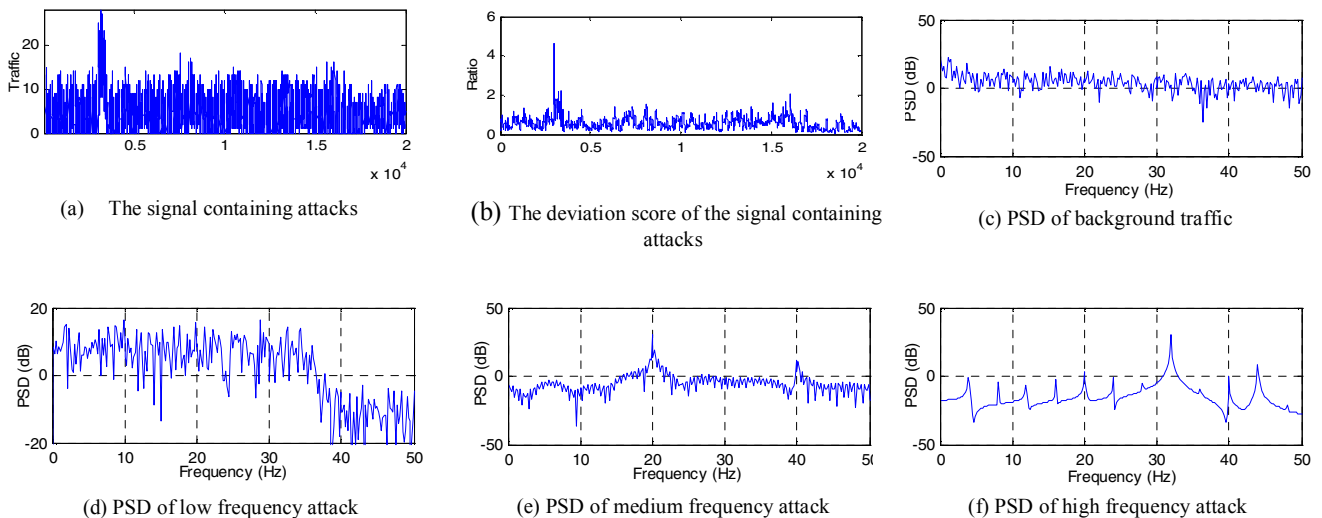 20
10
0
Traffic
0.5
1
1.5
2
x 10^4
(a) The signal containing attacks
6
4
2
0
Ratio
0
0.5
1
1.5
2
x 10^4
(b) The deviation score of the signal containing
attacks
50
0
-50
PSD (dB)
0
10
20
30
40
50
Frequency (Hz)
(c) PSD of background traffic
20
0
-20
PSD (dB)
0
10
20
30
40
50
Frequency (Hz)
(d) PSD of low frequency attack
50
0
-50
PSD (dB)
0
10
20
30
40
50
Frequency (Hz)
(e) PSD of medium frequency attack
50
0
-50
PSD (dB)
0
10
20
30
40
50
Frequency (Hz)
(f) PSD of high frequency attack